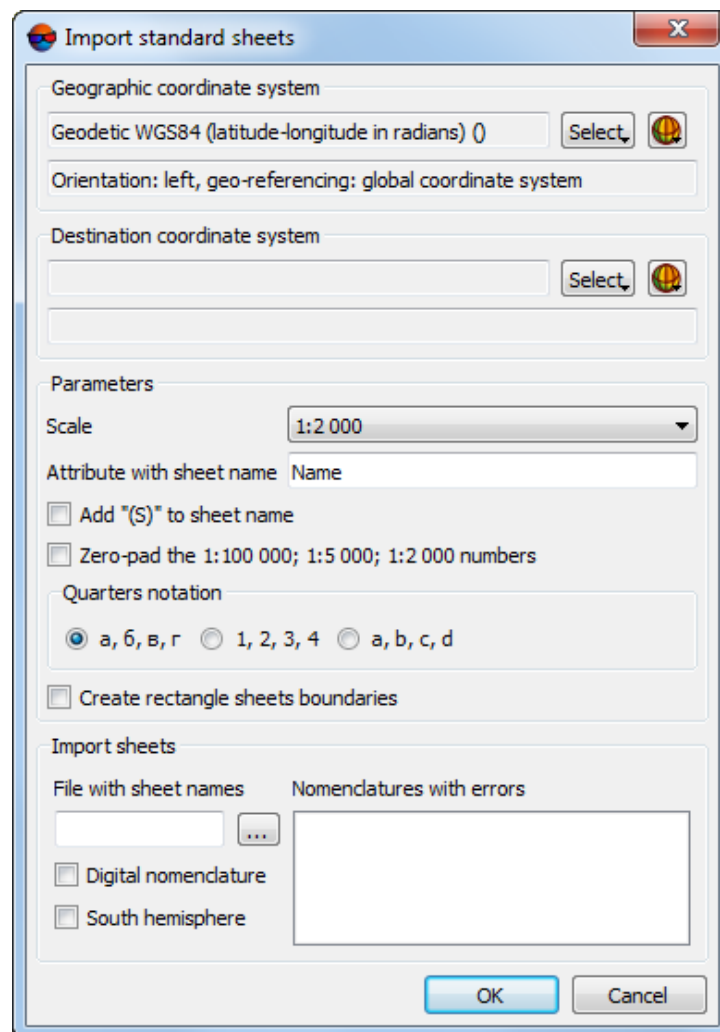 Import standard sheets
Geographic coordinate system
Geodetic WGS84 (latitude-longitude in radians) ()
Select
Orientation: left, geo-referencing: global coordinate system
Destination coordinate system
Select
Parameters
Scale
1:2 000
Attribute with sheet name
Name
Add "(S)" to sheet name
Zero-pad the 1:100 000; 1:5 000; 1:2 000 numbers
Quarters notation
а, б, в, г
1, 2, 3, 4
a, b, c, d
Create rectangle sheets boundaries
Import sheets
File with sheet names
Nomenclatures with errors
...
Digital nomenclature
South hemisphere
OK
Cancel